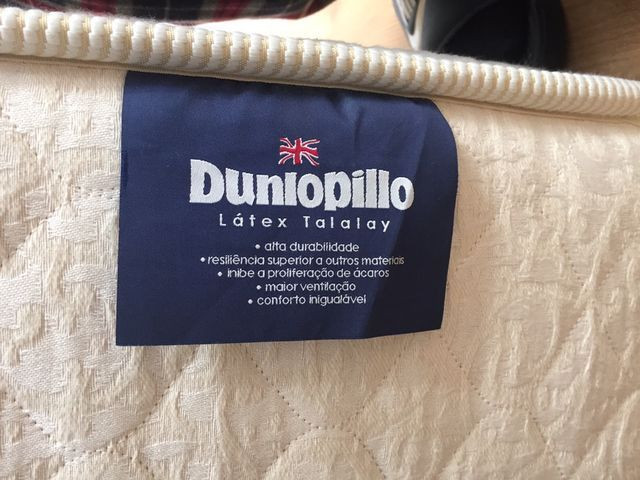 Dunlopillo
Látex Talalay
• alta durabilidade
• resiliência superior a outros materiais
• inibe a proliferação de ácaros
• maior ventilação
• conforto inigualável